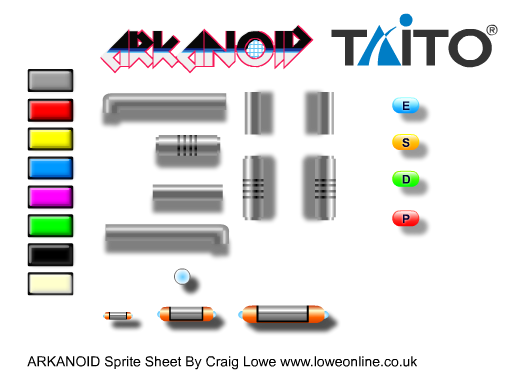 ARKANOID
TAITO®
E
S
D
P
ARKANOID Sprite Sheet By Craig Lowe www.loweonline.co.uk